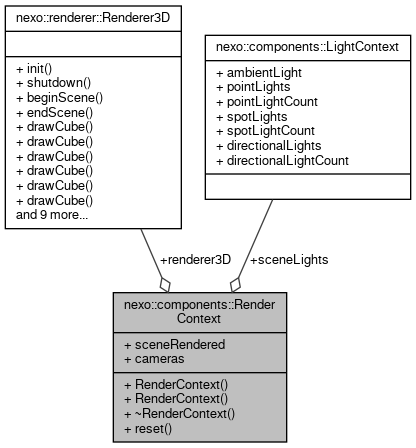 nexo::renderer::Renderer3D
+ init()
+ shutdown()
+ beginScene()
+ endScene()
+ drawCube()
+ drawCube()
+ drawCube()
+ drawCube()
+ drawCube()
+ drawCube()
and 9 more...
nexo::components::LightContext
+ ambientLight
+ pointLights
+ pointLightCount
+ spotLights
+ spotLightCount
+ directionalLights
+ directionalLightCount
+renderer3D
+sceneLights
nexo::components::Render
Context
+ sceneRendered
+ cameras
+ RenderContext()
+ RenderContext()
+ ~RenderContext()
+ reset()